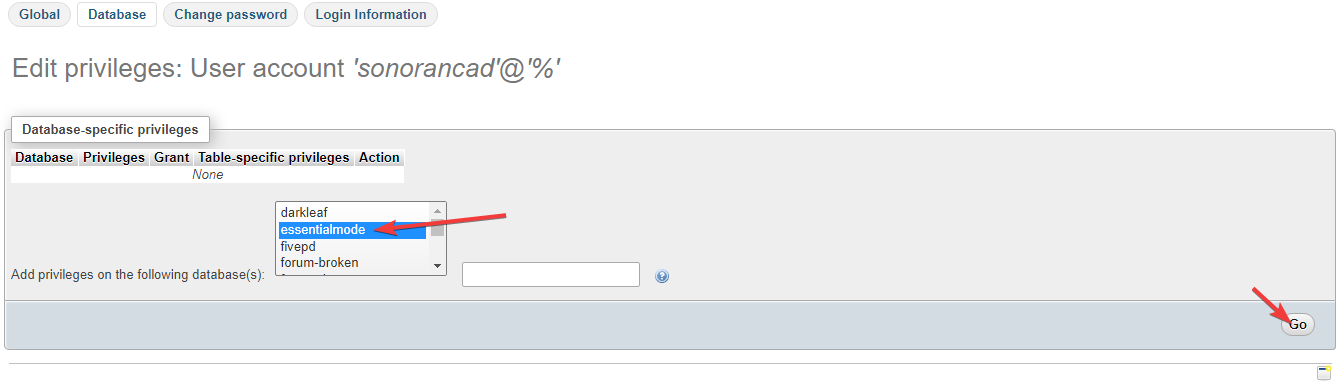 Global Database Change password Login Information
Edit privileges: User account 'sonorancad'@'%'
Database-specific privileges
Database Privileges Grant Table-specific privileges Action
None
darkleaf
essentialmode
fivepd
forum-broken
Add privileges on the following database(s):
Go